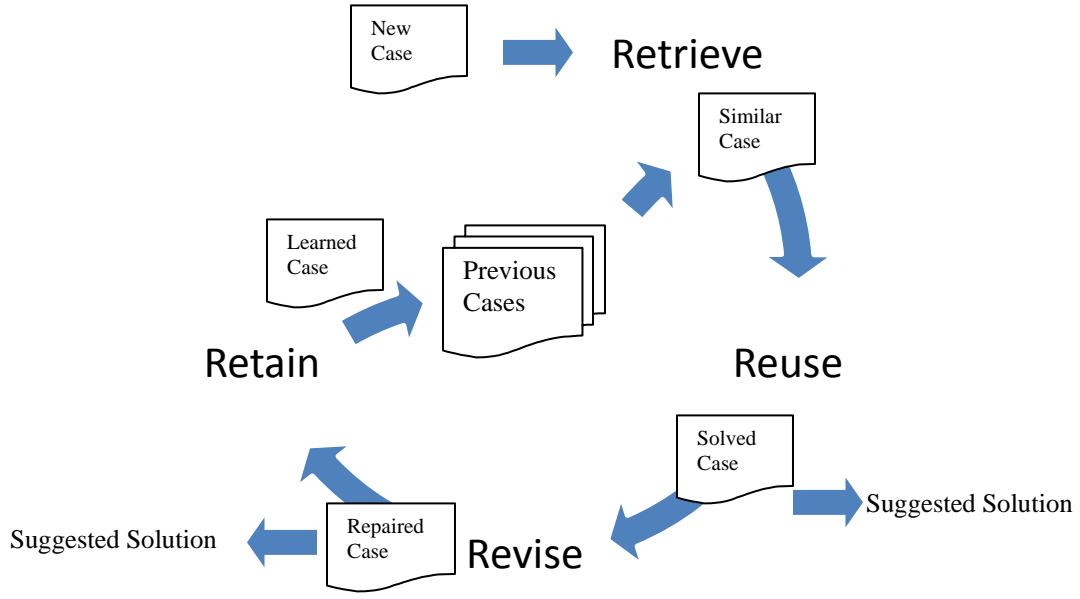 New
Case
Retrieve
Similar
Case
Learned
Case
Previous
Cases
Retain
Reuse
Solved
Case
Suggested Solution
Suggested Solution
Repaired
Case
Revise